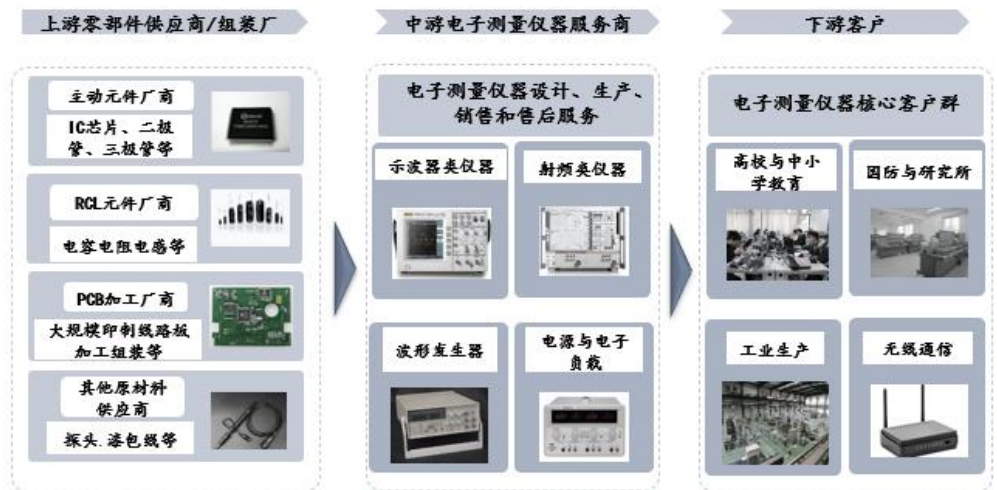 上游零部件供应商/组装厂
中游电子测量仪器服务商
下游客户
主动元件厂商
IC芯片、二极
管、三极管等
RCL元件厂商
电容电阻电感等
PCB加工厂商
大规模印制线路板
加工组装等
其他原材料
供应商
探头.漆包线等
电子测量仪器设计、生产、
销售和售后服务
示波器类仪器
射频类仪器
波形发生器
电源与电子
负载
电子测量仪器核心客户群
高校与中小
学教育
国防与研究所
工业生产
无线通信